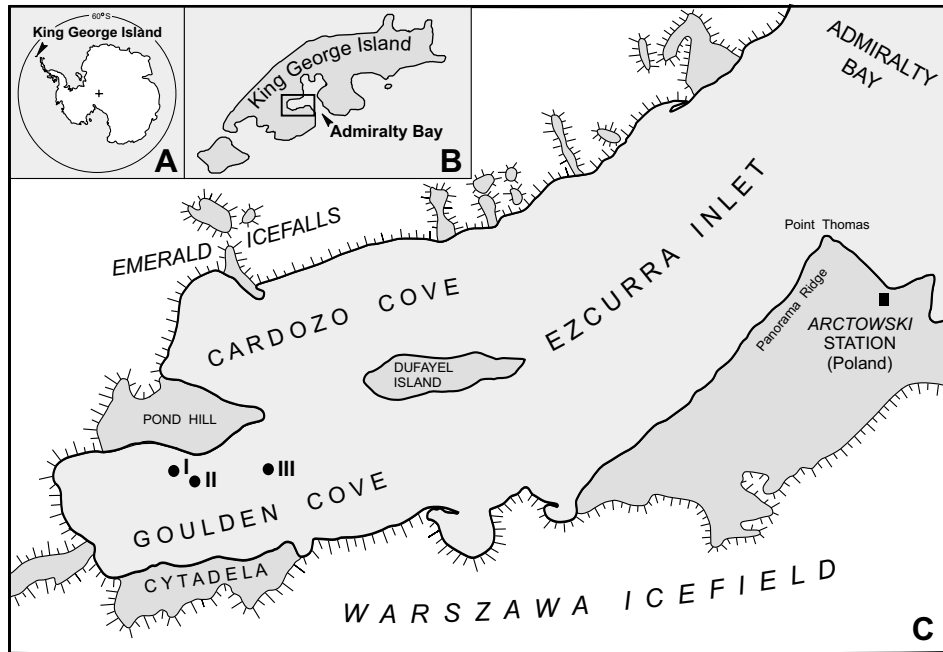 60°S
King George Island
A
King George Island
Admiralty Bay
B
ADMIRALTY
BAY
EMERALD ICEFALLS
CARDOZO COVE
EZCURRA INLET
Point Thomas
Panorama Ridge
ARCTOWSKI
STATION
(Poland)
DUFAYEL
ISLAND
POND HILL
I
II
III
GOULDEN COVE
CYTADELA
WARSZAWA ICEFIELD
C